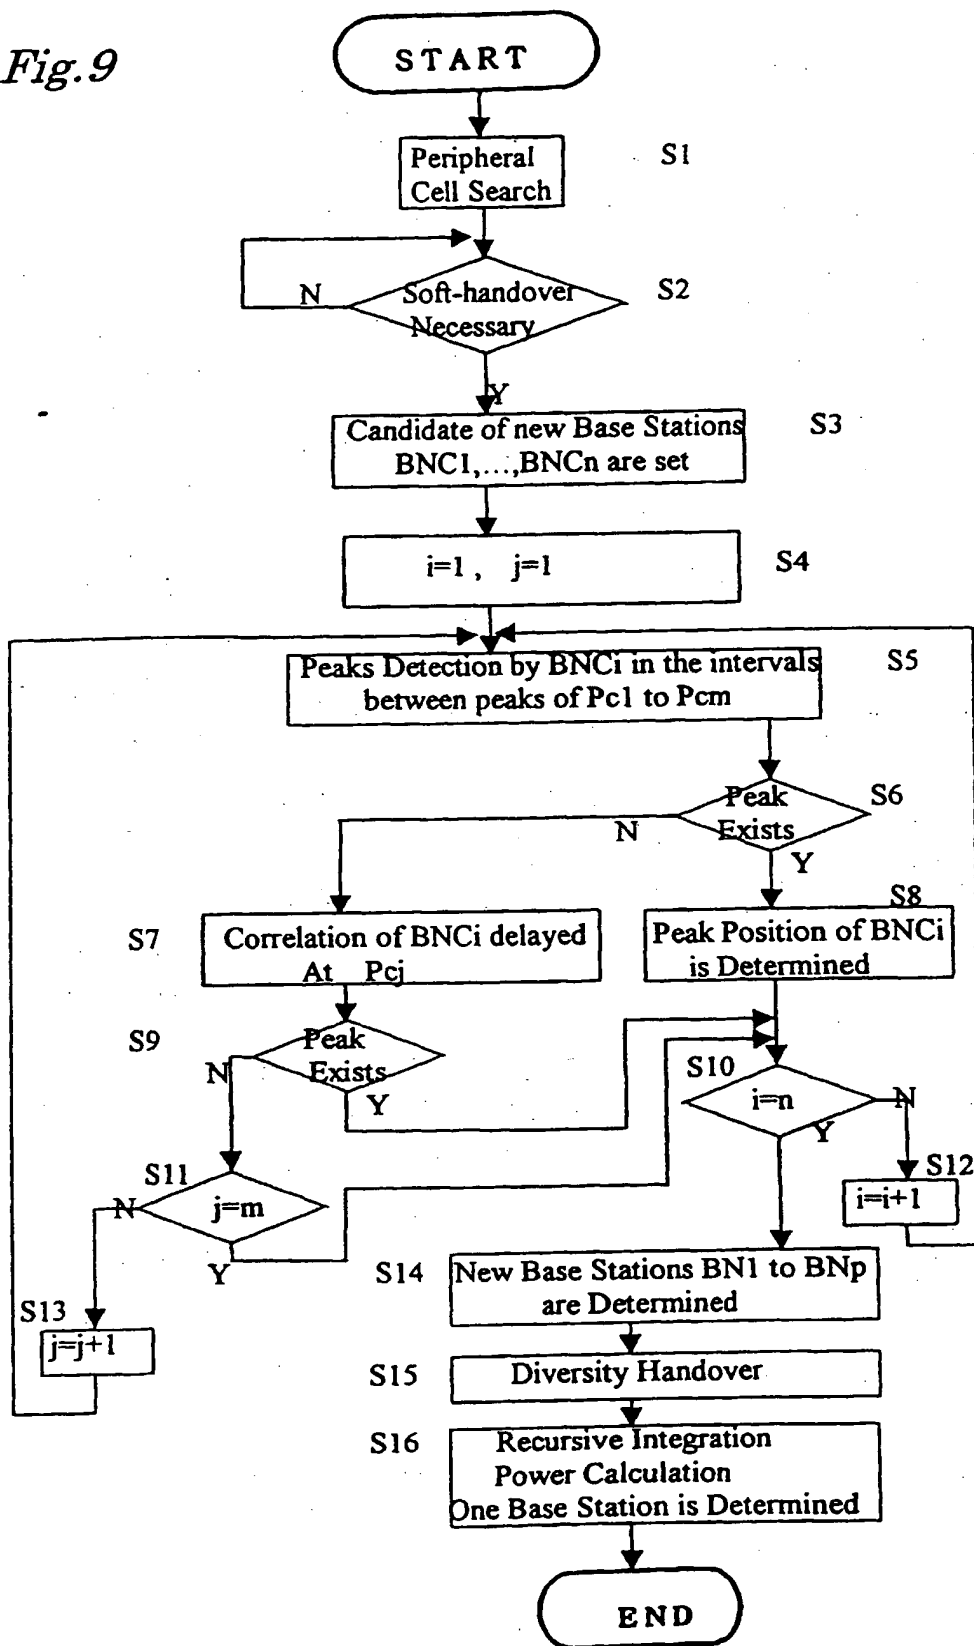 Fig.9
START
Peripheral
Cell Search
S1
N
Soft-handover
Necessary
S2
Y
Candidate of new Base Stations
BNC1,...,BNCn are set
S3
i=1 , j=1
S4
Peaks Detection by BNCi in the intervals
between peaks of Pc1 to Pcm
S5
Peak
Exists
S6
N
Y
S7
Correlation of BNCi delayed
At Pcj
S8
Peak Position of BNCi
is Determined
S9
Peak
Exists
N
Y
S10
i=n
N
Y
S11
N
j=m
Y
S12
i=i+1
S13
j=j+1
S14
New Base Stations BN1 to BNp
are Determined
S15
Diversity Handover
S16
Recursive Integration
Power Calculation
One Base Station is Determined
END